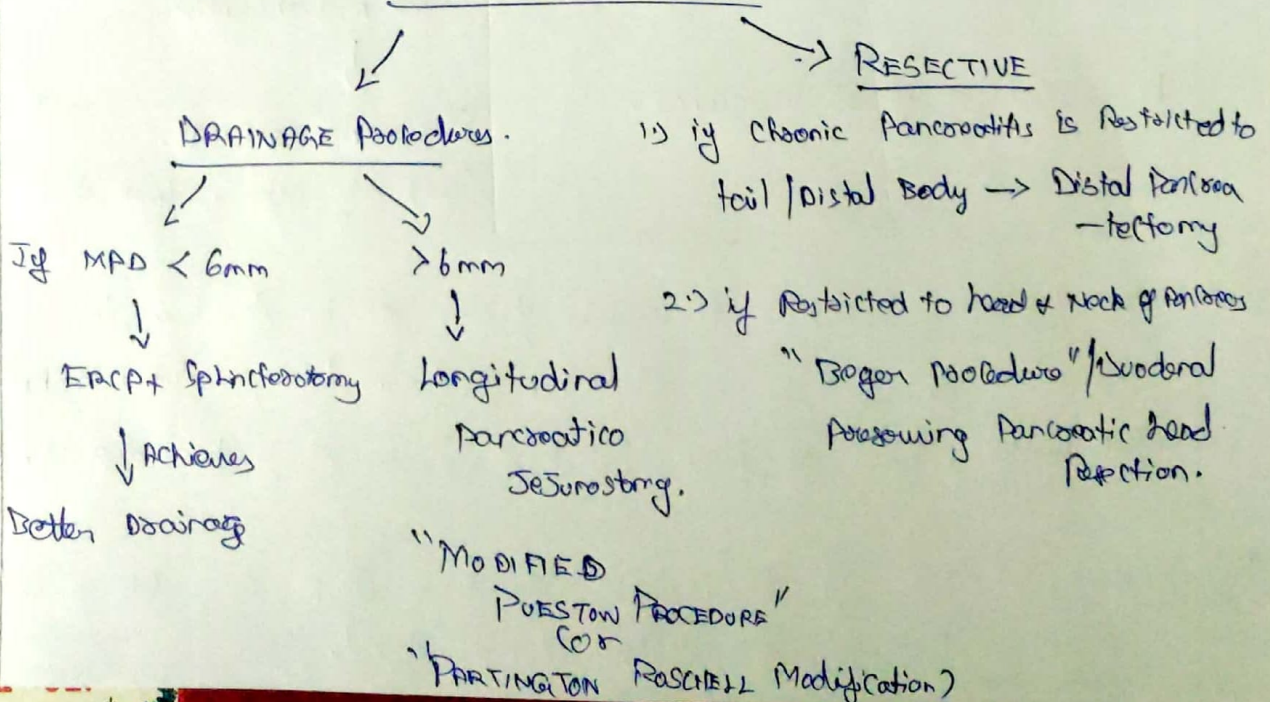 RESECTIVE
DRAINAGE Procedures.
If MPD < 6mm
> 6mm
ERCP+ Sphincterotomy
Longitudinal
pancreatico
Jejunostomy.
Achieves
Better Drainage
"MODIFIED
PUESTOW PROCEDURE"
(or
"PARTINGTON ROSCHELL Modification)
1.) if Chronic Pancreatitis is Restricted to
tail / Distal Body → Distal Pancrea
-tectomy
2.) if Restricted to head & Neck of Pancreas
"Beger procedure" / Duodenal
preserving Pancreatic head
Resection.